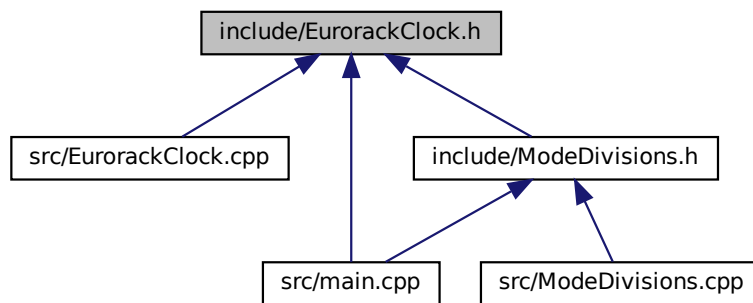 include/EurorackClock.h
src/EurorackClock.cpp
include/ModeDivisions.h
src/main.cpp
src/ModeDivisions.cpp